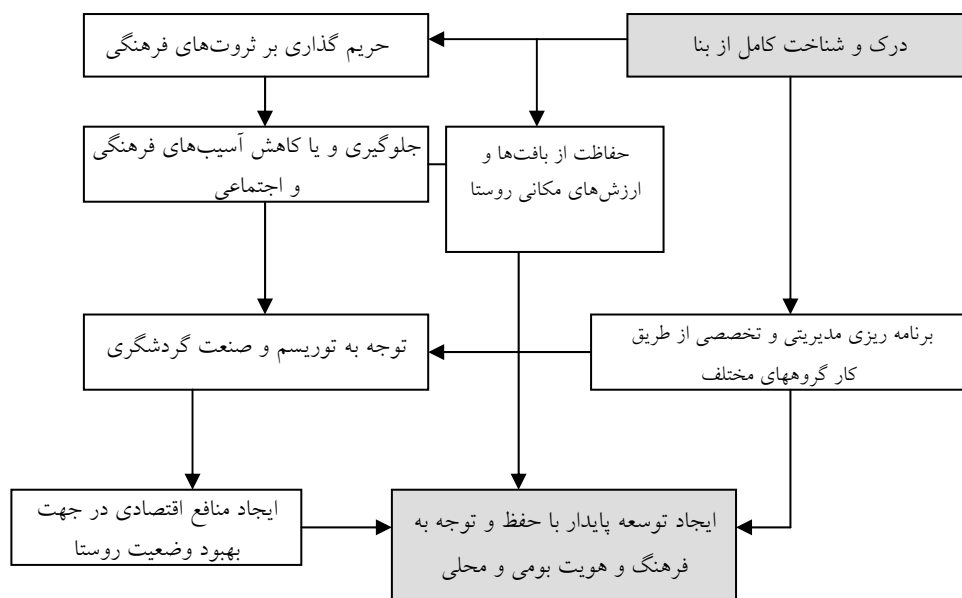 درک و شناخت کامل از بنا
حریم گذاری بر ثروت‌های فرهنگی
جلوگیری و یا کاهش آسیب‌های فرهنگی
و اجتماعی
حفاظت از بافت‌ها و
ارزش‌های مکانی روستا
برنامه ریزی مدیریتی و تخصصی از طریق
کار گروههای مختلف
توجه به توریسم و صنعت گردشگری
ایجاد منافع اقتصادی در جهت
بهبود وضعیت روستا
ایجاد توسعه پایدار با حفظ و توجه به
فرهنگ و هویت بومی و محلی